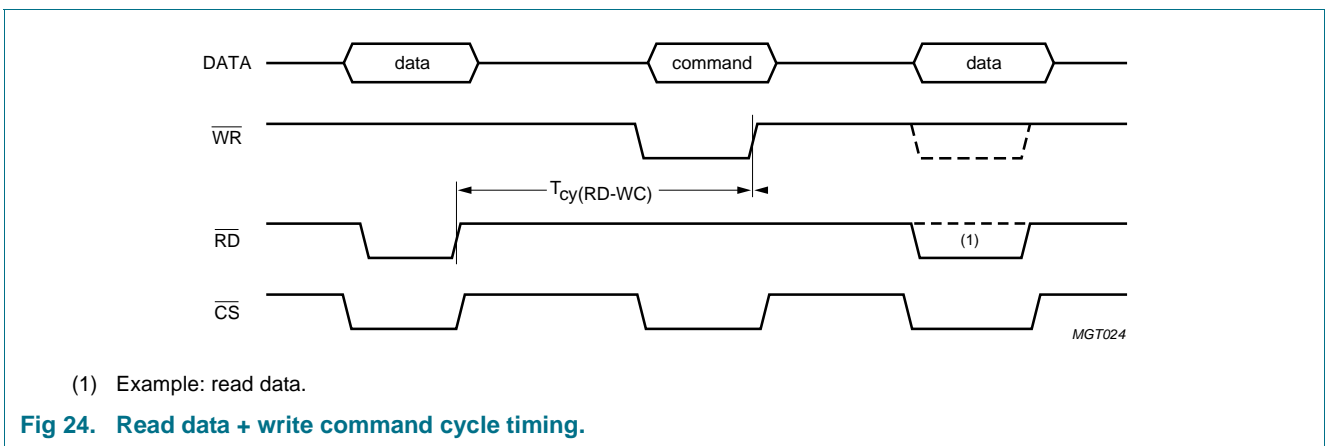 DATA data command data
WR
Tcy(RD-WC)
RD (1)
CS
MGT024
(1) Example: read data.
Fig 24. Read data + write command cycle timing.